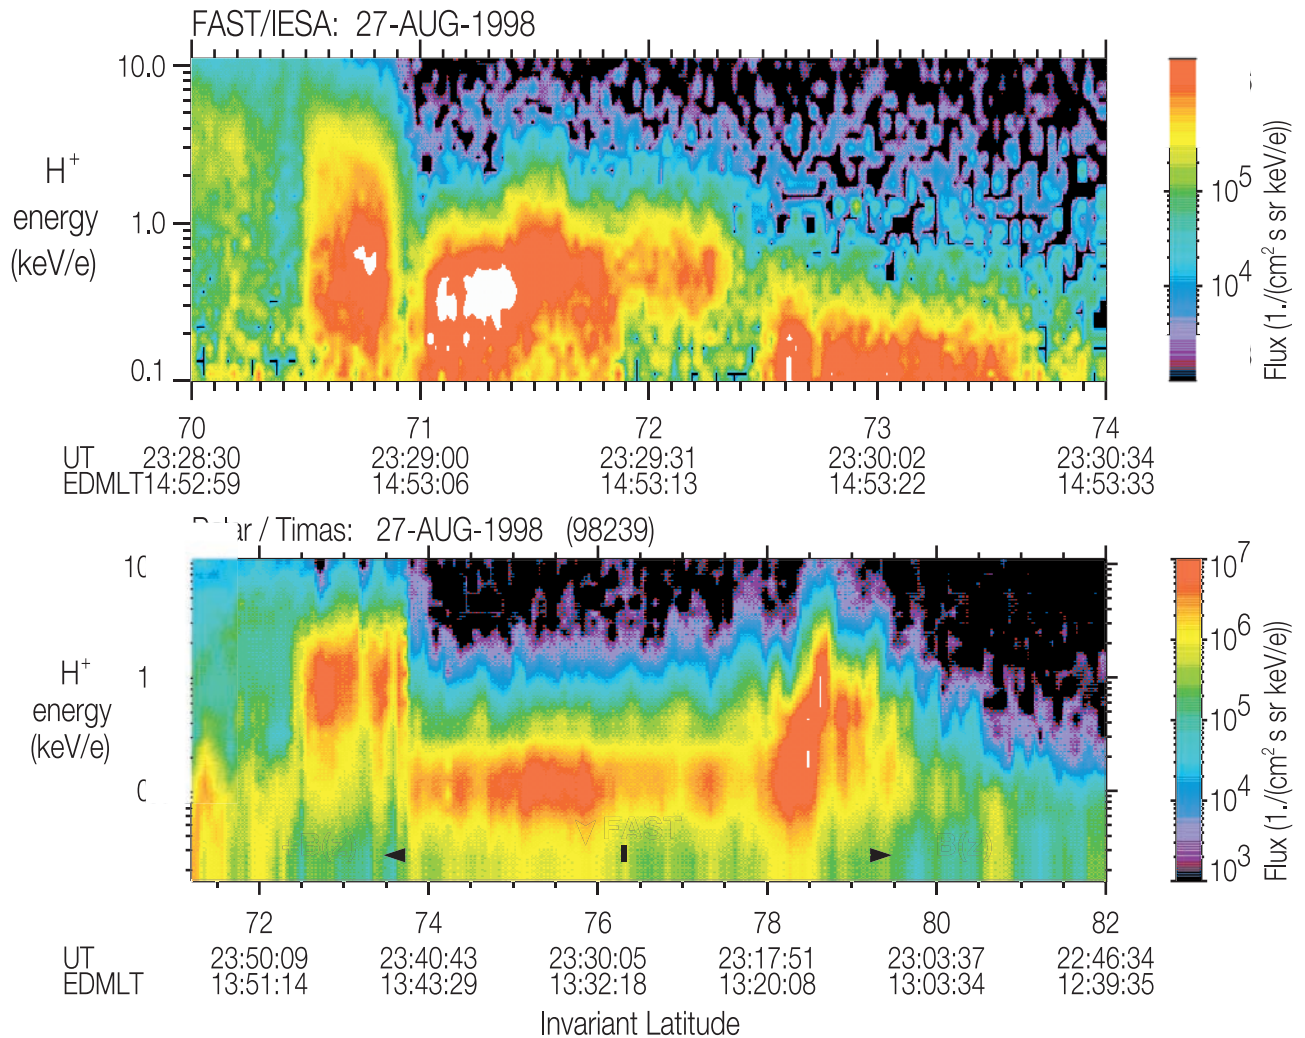 FAST/IESA: 27-AUG-1998
10.0
1.0
0.1
H+
energy
(keV/e)
10^5
10^4
Flux (1./(cm² s sr keV/e))
70 71 72 73 74
UT 23:28:30 23:29:00 23:29:31 23:30:02 23:30:34
EDMLT 14:52:59 14:53:06 14:53:13 14:53:22 14:53:33
ar / Timas: 27-AUG-1998 (98239)
10
1
H+
energy
(keV/e)
FAST
B(z)
10^7
10^6
10^5
10^4
10^3
Flux (1./(cm² s sr keV/e))
72 74 76 78 80 82
UT 23:50:09 23:40:43 23:30:05 23:17:51 23:03:37 22:46:34
EDMLT 13:51:14 13:43:29 13:32:18 13:20:08 13:03:34 12:39:35
Invariant Latitude